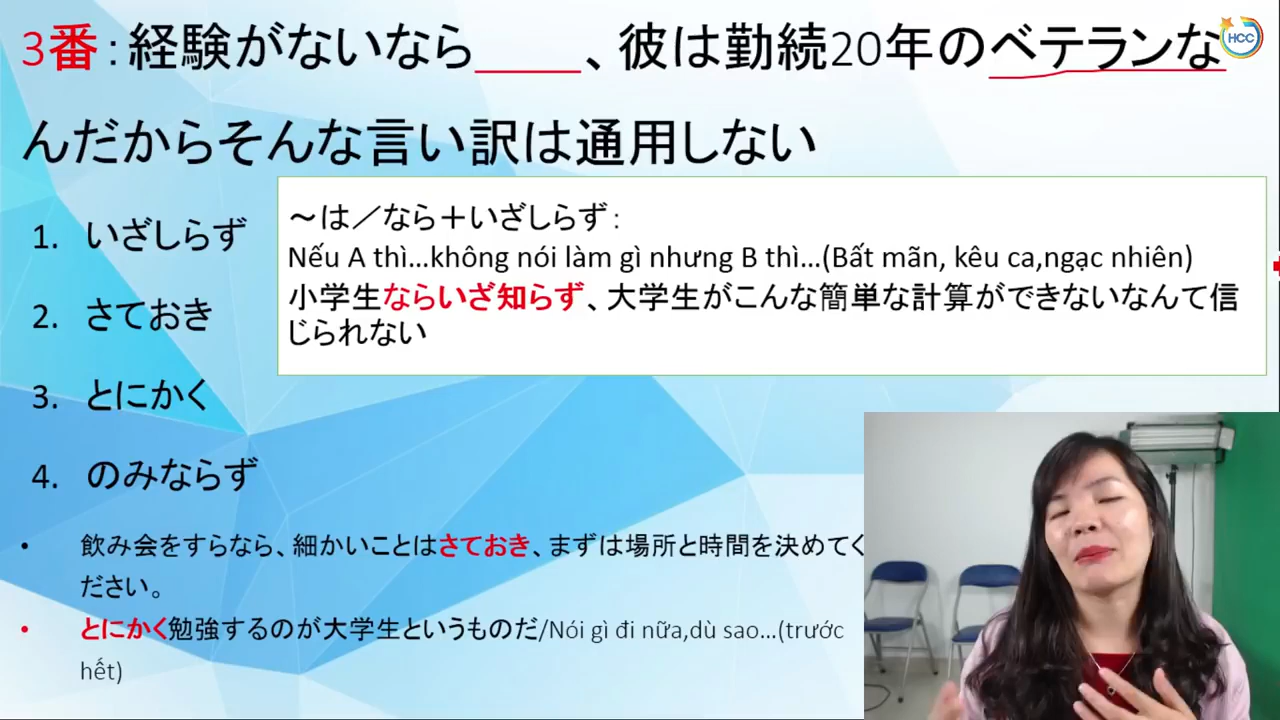 3番：経験がないなら____、彼は勤続20年のベテランな
HCC
んだからそんな言い訳は通用しない
1. いざしらず
2. さておき
3. とにかく
4. のみならず
～は／なら＋いざしらず：
Nếu A thì...không nói làm gì nhưng B thì...(Bất mãn, kêu ca,ngạc nhiên)
小学生ならいざ知らず、大学生がこんな簡単な計算ができないなんて信
じられない
• 飲み会をすらなら、細かいことはさておき、まずは場所と時間を決めてく
ださい。
• とにかく勉強するのが大学生というものだ/Nói gì đi nữa,dù sao...(trước
hết)